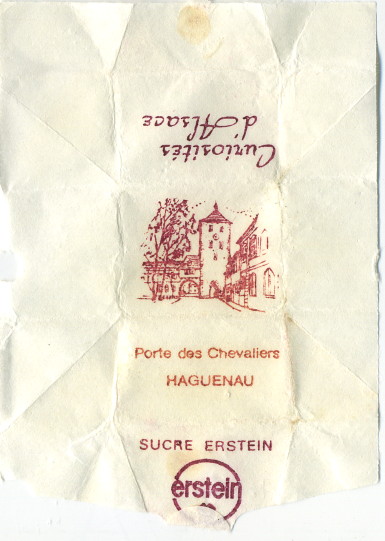 Curiosités
d'Alsace
Porte des Chevaliers
HAGUENAU
SUCRE ERSTEIN
erstein